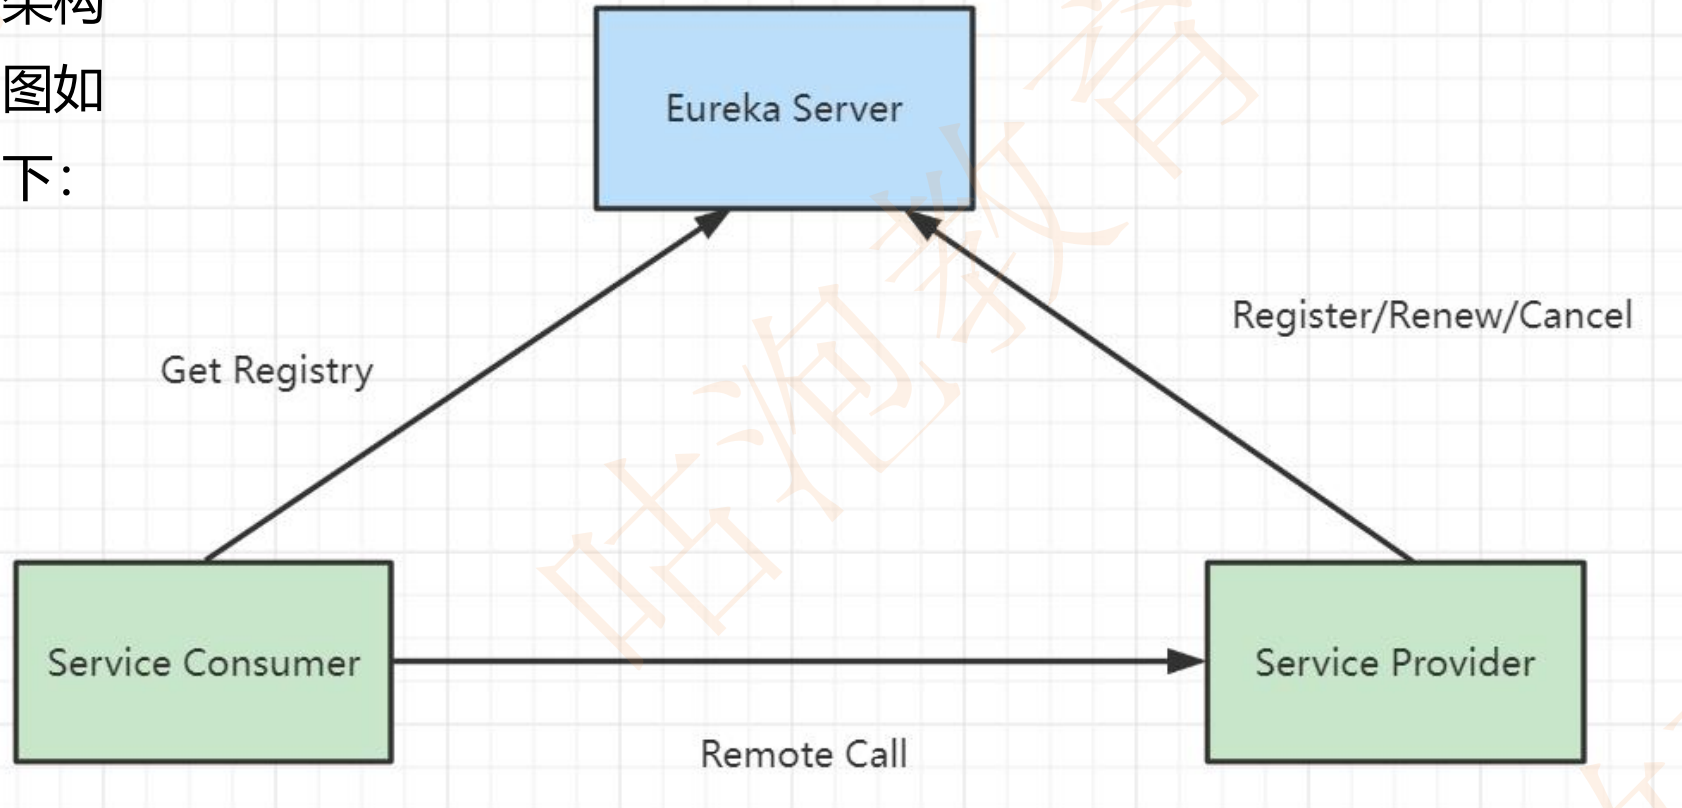 架构
图如
下：
Eureka Server
Register/Renew/Cancel
Get Registry
Service Consumer
Service Provider
Remote Call
咕泡教育